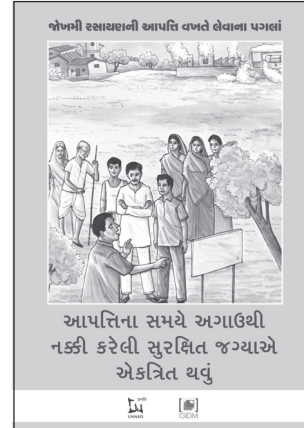 જોખમી રસાયણની આપત્તિ વખતે લેવાના પગલાં
આપત્તિના સમયે અગાઉથી
નક્કી કરેલી સુરક્ષિત જગ્યાએ
એકત્રિત થવું
UNNATI
GIDM